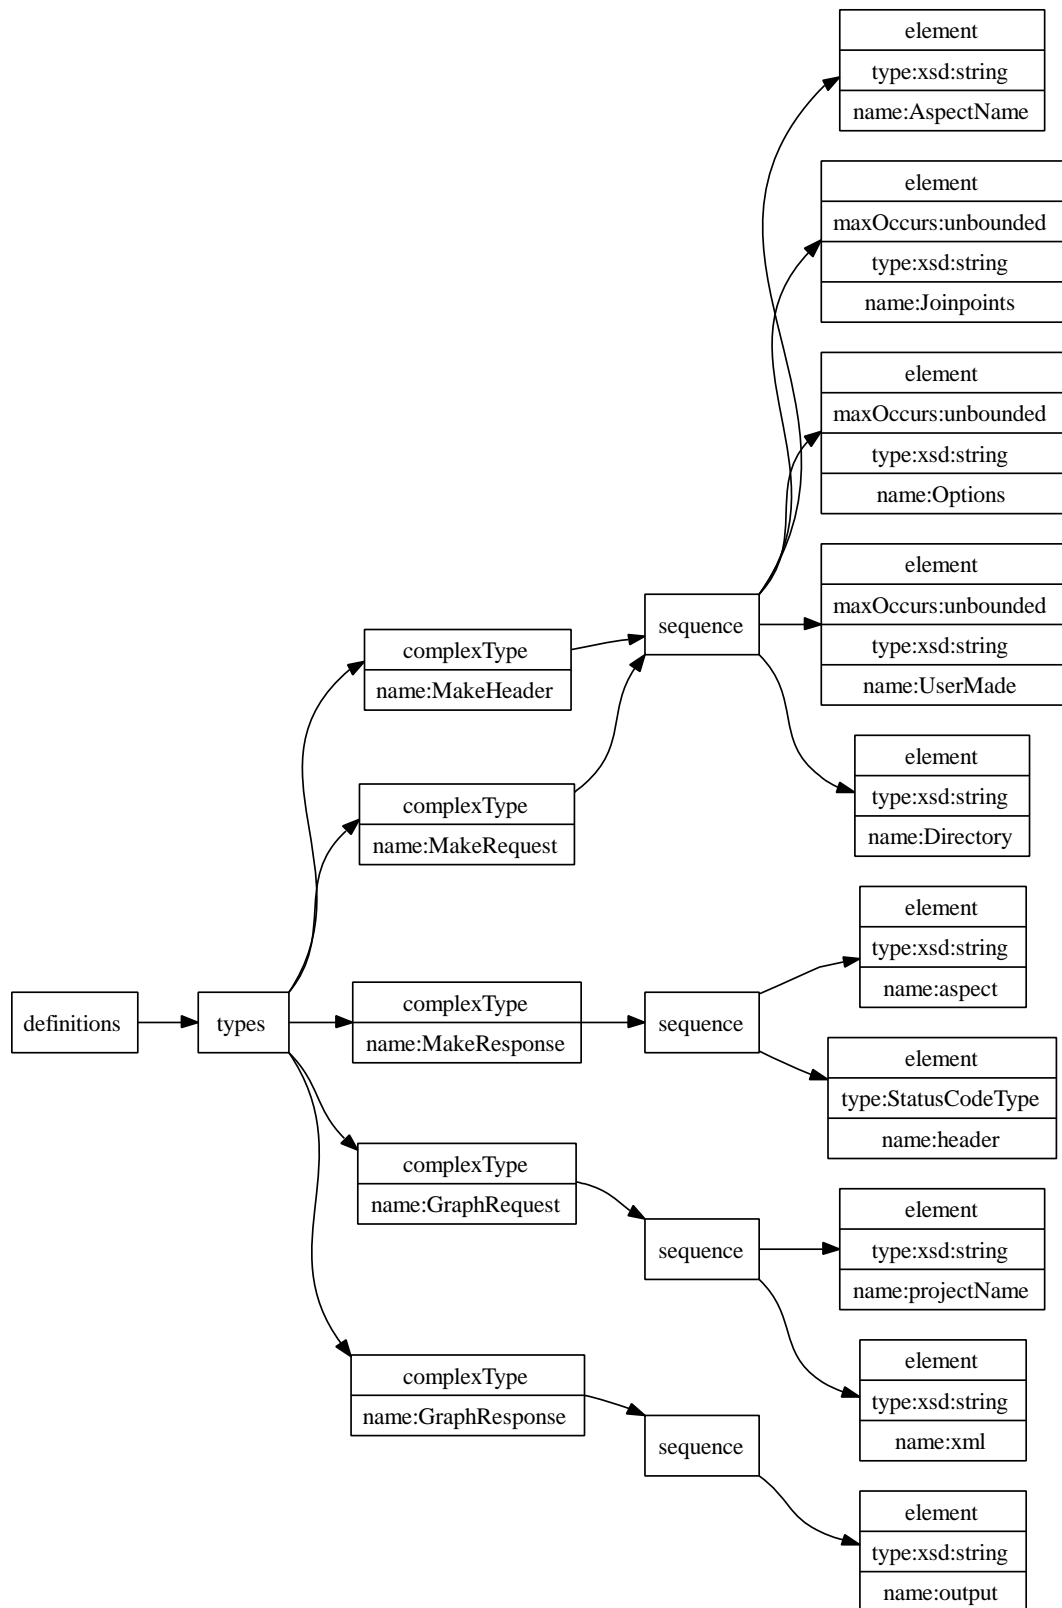 element
type:xsd:string
name:AspectName
element
maxOccurs:unbounded
type:xsd:string
name:Joinpoints
element
maxOccurs:unbounded
type:xsd:string
name:Options
element
maxOccurs:unbounded
type:xsd:string
name:UserMade
sequence
complexType
name:MakeHeader
element
type:xsd:string
name:Directory
complexType
name:MakeRequest
element
type:xsd:string
name:aspect
definitions
types
complexType
name:MakeResponse
sequence
element
type:StatusCodeType
name:header
complexType
name:GraphRequest
sequence
element
type:xsd:string
name:projectName
element
type:xsd:string
name:xml
complexType
name:GraphResponse
sequence
element
type:xsd:string
name:output